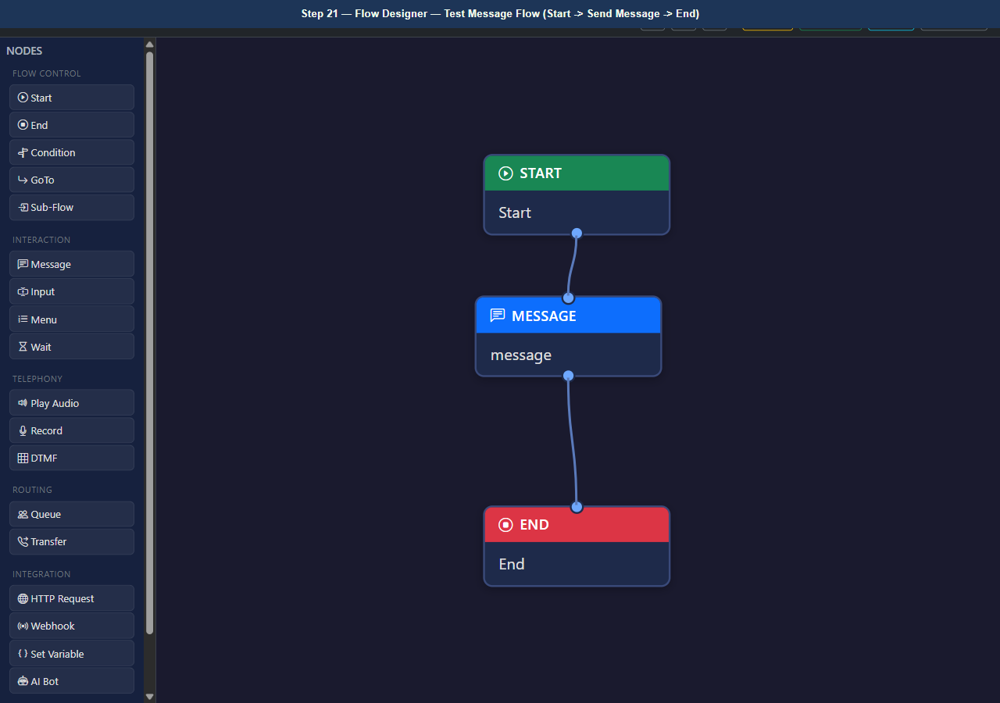 Step 21 — Flow Designer — Test Message Flow (Start -> Send Message -> End)
NODES
FLOW CONTROL
Start
End
Condition
GoTo
Sub-Flow
INTERACTION
Message
Input
Menu
Wait
TELEPHONY
Play Audio
Record
DTMF
ROUTING
Queue
Transfer
INTEGRATION
HTTP Request
Webhook
Set Variable
AI Bot
START
Start
MESSAGE
message
END
End